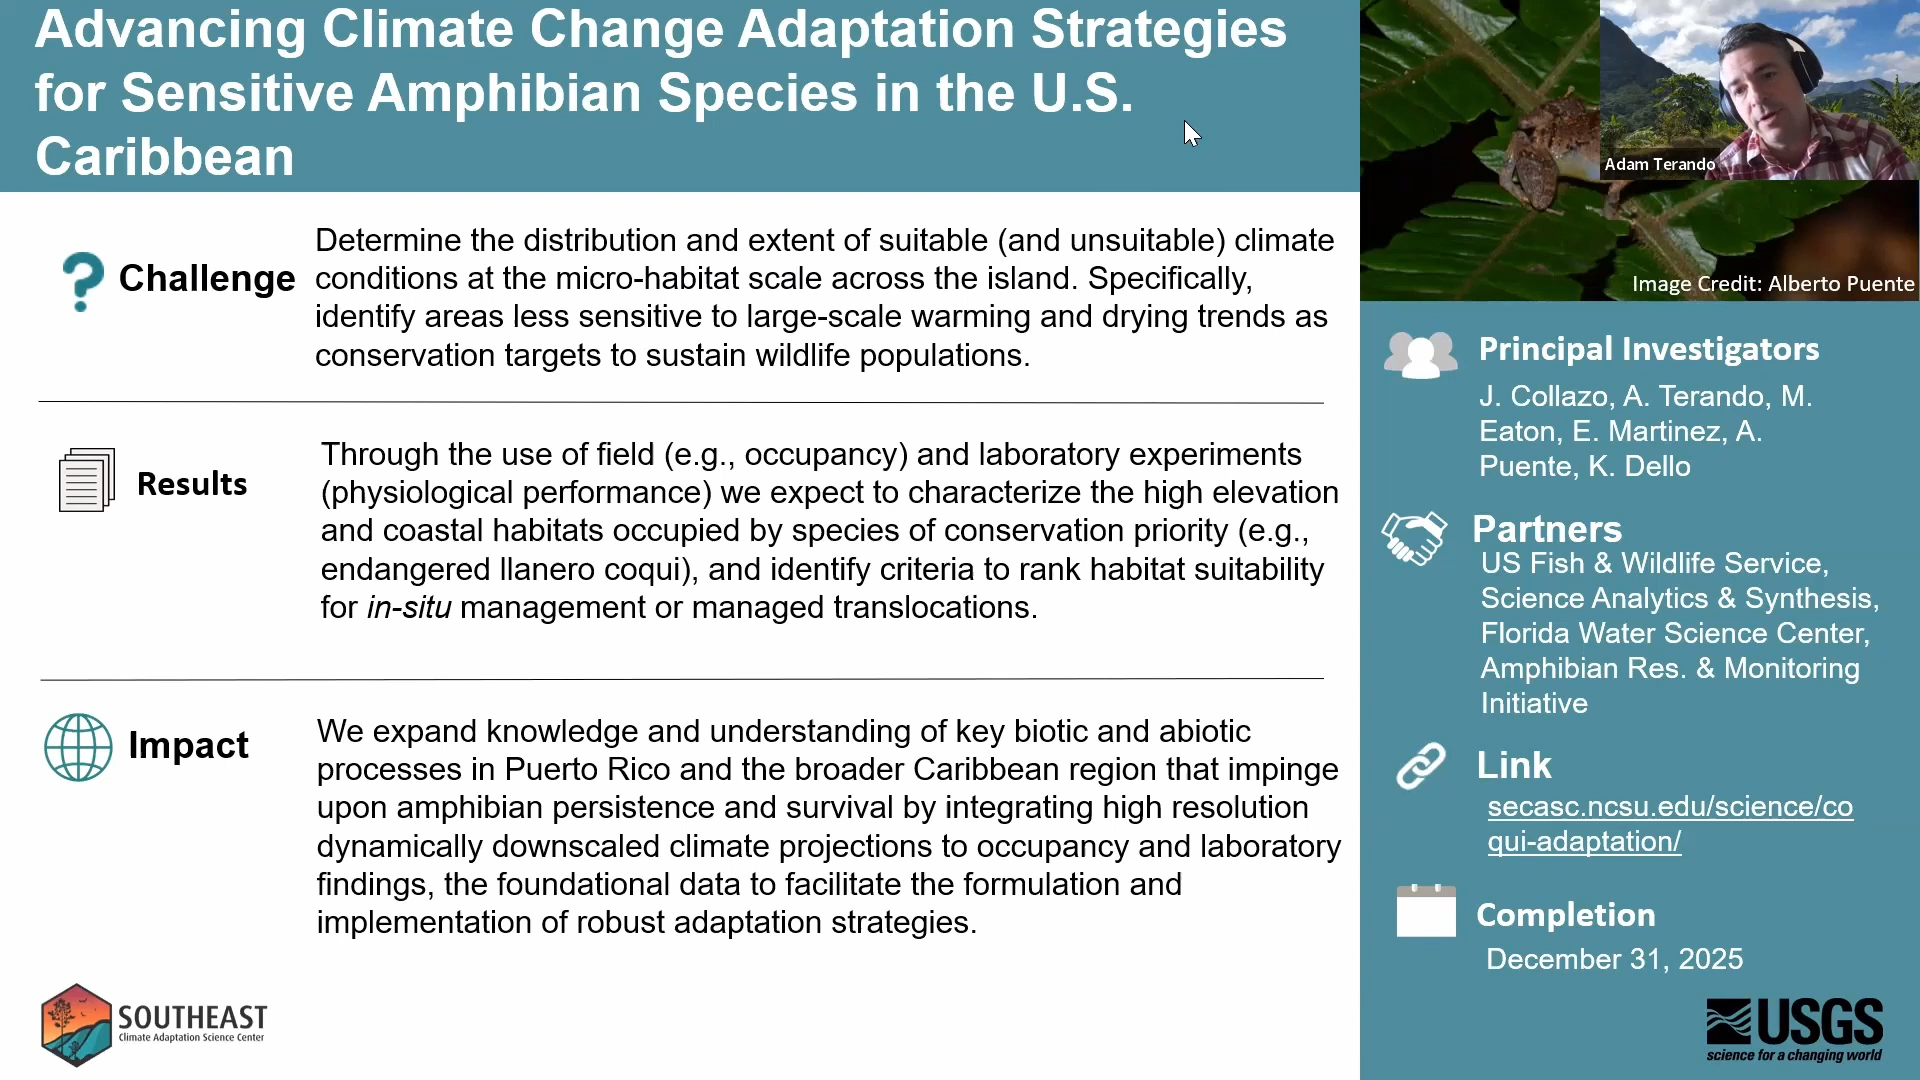 Advancing Climate Change Adaptation Strategies
for Sensitive Amphibian Species in the U.S.
Caribbean
Challenge
Determine the distribution and extent of suitable (and unsuitable) climate
conditions at the micro-habitat scale across the island. Specifically,
identify areas less sensitive to large-scale warming and drying trends as
conservation targets to sustain wildlife populations.
Results
Through the use of field (e.g., occupancy) and laboratory experiments
(physiological performance) we expect to characterize the high elevation
and coastal habitats occupied by species of conservation priority (e.g.,
endangered llanero coqui), and identify criteria to rank habitat suitability
for in-situ management or managed translocations.
Impact
We expand knowledge and understanding of key biotic and abiotic
processes in Puerto Rico and the broader Caribbean region that impinge
upon amphibian persistence and survival by integrating high resolution
dynamically downscaled climate projections to occupancy and laboratory
findings, the foundational data to facilitate the formulation and
implementation of robust adaptation strategies.
SOUTHEAST
Climate Adaptation Science Center
Adam Terando
Image Credit: Alberto Puente
Principal Investigators
J. Collazo, A. Terando, M.
Eaton, E. Martinez, A.
Puente, K. Dello
Partners
US Fish & Wildlife Service,
Science Analytics & Synthesis,
Florida Water Science Center,
Amphibian Res. & Monitoring
Initiative
Link
secasc.ncsu.edu/science/co
qui-adaptation/
Completion
December 31, 2025
USGS
science for a changing world